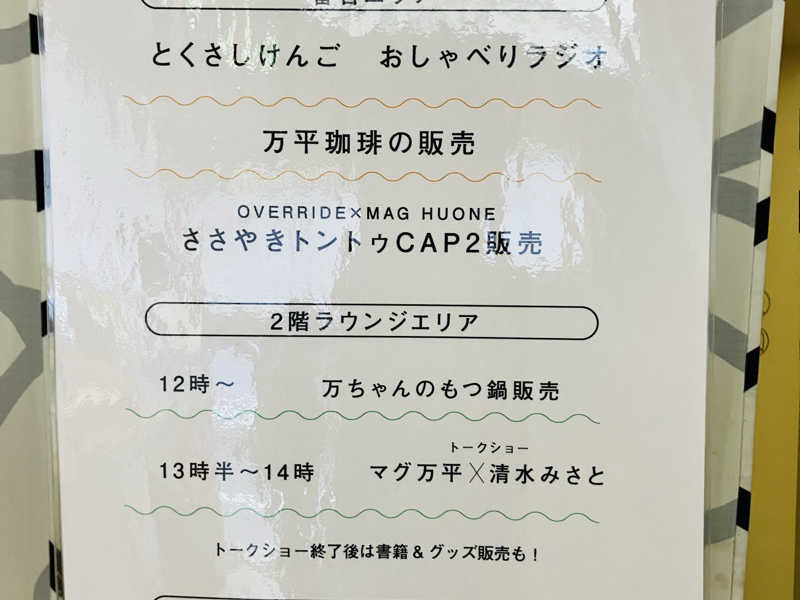 とくさしけんご　おしゃべりラジオ
万平珈琲の販売
OVERRIDE×MAG HUONE
ささやきトントゥCAP2販売
2階ラウンジエリア
12時〜　万ちゃんのもつ鍋販売
トークショー
13時半〜14時　マグ万平╳清水みさと
トークショー終了後は書籍&グッズ販売も！